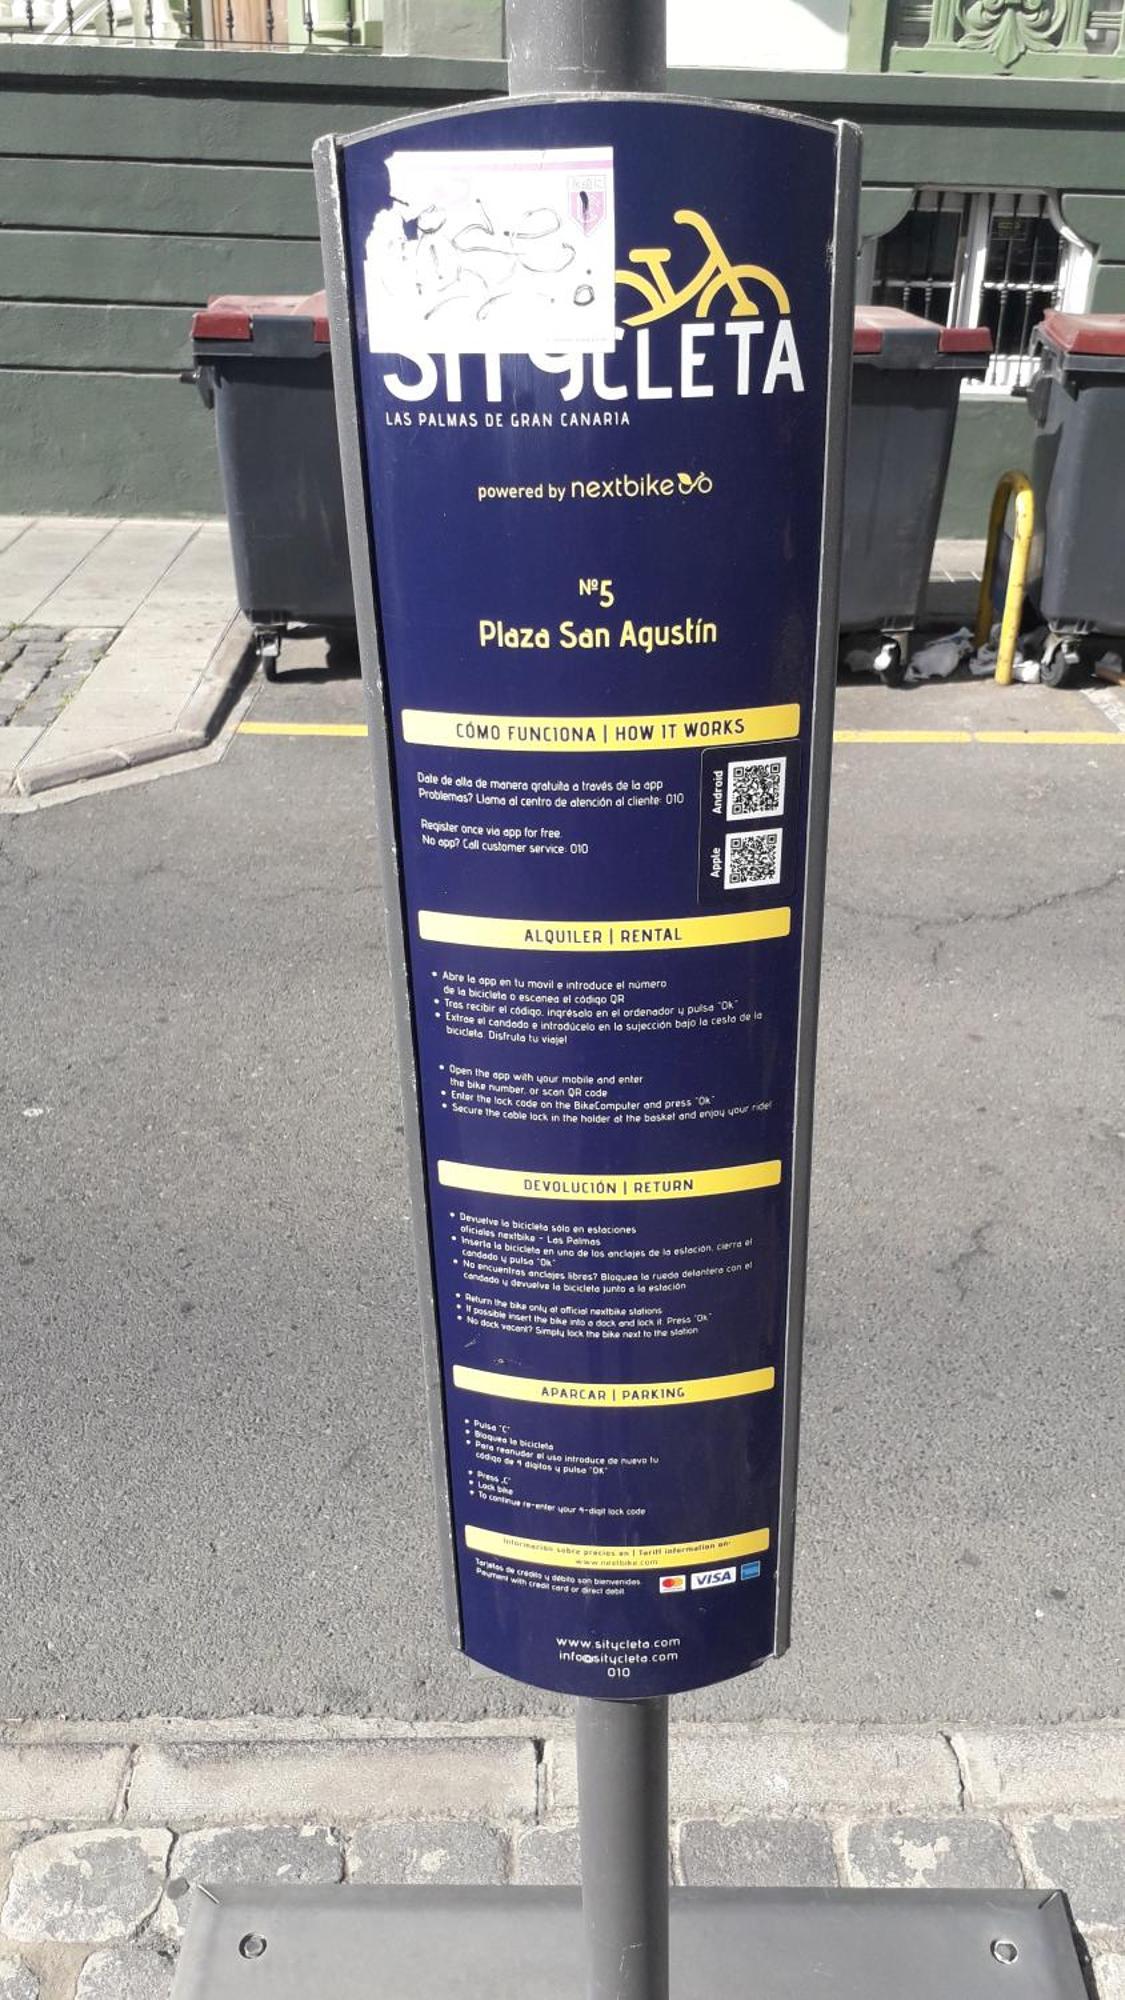 SITYCLETA
LAS PALMAS DE GRAN CANARIA
powered by nextbike
Nº5
Plaza San Agustín
CÓMO FUNCIONA | HOW IT WORKS
Date de alta de manera gratuita a través de la app
Problemas? Llama al centro de atención al cliente: 010
Register once via app for free.
No app? Call customer service: 010
Android
Apple
ALQUILER | RENTAL
• Abre la app en tu movil e introduce el número
de la bicicleta o escanea el código QR
• Tras recibir el código, ingrésalo en el ordenador y pulsa "Ok"
• Extrae el candado e introdúcelo en la sujección bajo la cesta de la
bicicleta. Disfruta tu viaje!
• Open the app with your mobile and enter
the bike number, or scan QR code
• Enter the lock code on the BikeComputer and press "Ok"
• Secure the cable lock in the holder at the basket and enjoy your ride!
DEVOLUCIÓN | RETURN
• Devuelve la bicicleta sólo en estaciones
oficiales nextbike - Las Palmas
• Inserta la bicicleta en uno de los anclajes de la estación, cierra el
candado y pulsa "Ok"
• No encuentras anclajes libres? Bloquea la rueda delantera con el
candado y devuelve la bicicleta junto a la estación
• Return the bike only at official nextbike stations
• If possible insert the bike into a dock and lock it. Press "Ok"
• No dock vacant? Simply lock the bike next to the station
APARCAR | PARKING
• Pulsa "C"
• Bloquea la bicicleta
• Para reanudar el uso introduce de nuevo tu
código de 4 dígitos y pulsa "OK"
• Press „C"
• Lock bike
• To continue re-enter your 4-digit lock code
Información sobre precios en | Tariff information on:
www.nextbike.com
Tarjetas de crédito y débito son bienvenidas.
Payment with credit card or direct debit.
VISA
www.sitycleta.com
info@sitycleta.com
010